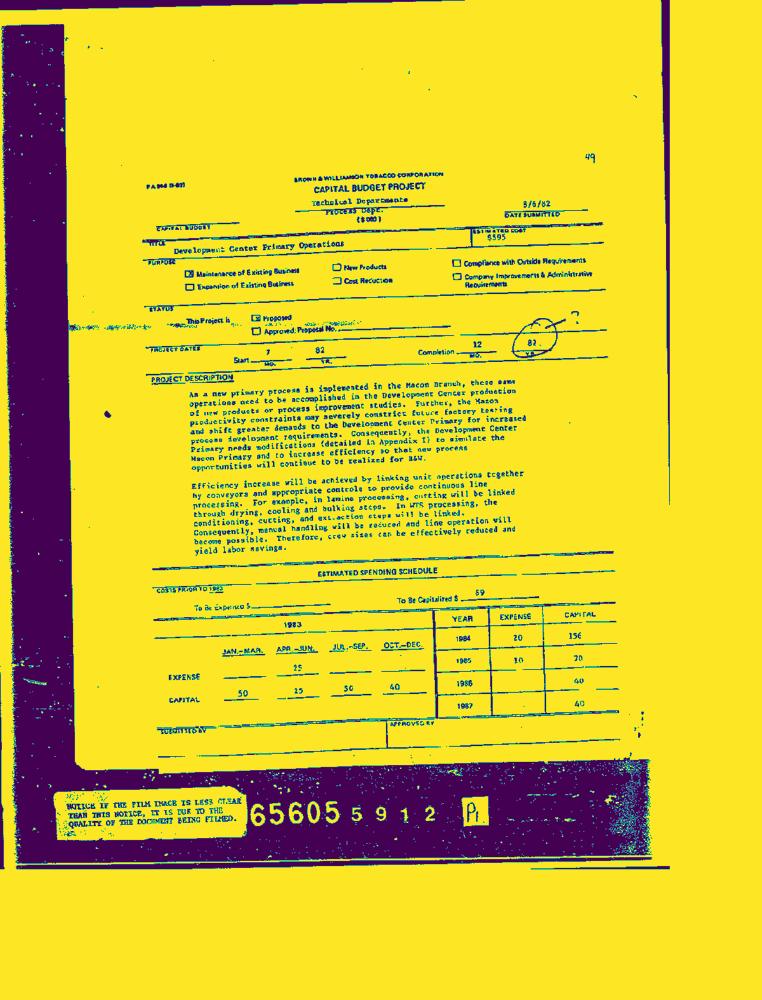 49
BROWN & WILLIAMSON TOBACCO CORPORATION
CAPITAL BUDGET PROJECT
Technical Departments
Process Dept.
($000)
CAPITAL BUDGET
DATE SUBMITTED
TITLE Development Center Primary Operations
ESTIMATED COST
$595
PURPOSE
☒ Maintenance of Existing Business ☐ New Products ☐ Compliance with Outside Requirements
☐ Expansion of Existing Business ☐ Cost Reduction ☐ Company Improvements & Administrative Requirements
STATUS
This Project is ☒ Proposed
☐ Approved; Proposal No.
PROJECT DATES Start 7 MO. 82 YR. Completion 12 MO. 82 YR. ?
PROJECT DESCRIPTION
As a new primary process is implemented in the Macon Branch, these same
operations need to be accomplished in the Development Center production
of new products or process improvement studies. Further, the Macon
productivity constraints may severely constrict future factory testing
and shift greater demands to the Development Center Primary for increased
process development requirements. Consequently, the Development Center
Primary needs modifications (detailed in Appendix I) to simulate the
Macon Primary and to increase efficiency so that new process
opportunities will continue to be realized for B&W.
Efficiency increase will be achieved by linking unit operations together
by conveyors and appropriate controls to provide continuous line
processing. For example, in lamina processing, cutting will be linked
through drying, cooling and bulking steps. In WTS processing, the
conditioning, cutting, and extraction steps will be linked.
Consequently, manual handling will be reduced and line operation will
become possible. Therefore, crew sizes can be effectively reduced and
yield labor savings.
ESTIMATED SPENDING SCHEDULE
COSTS PRIOR TO 1983
To Be Expensed $ To Be Capitalized $ 89
1983 YEAR EXPENSE CAPITAL
JAN.–MAR. APR.–JUN. JUL.–SEP. OCT.–DEC. 1984 20 156
EXPENSE 25 1985 10 70
CAPITAL 50 25 50 40 1986 40
1987 40
SUBMITTED BY APPROVED BY
NOTICE IF THE FILM IMAGE IS LESS CLEAR
THAN THIS NOTICE, IT IS DUE TO THE
QUALITY OF THE DOCUMENT BEING FILMED.
65605 5912 P1